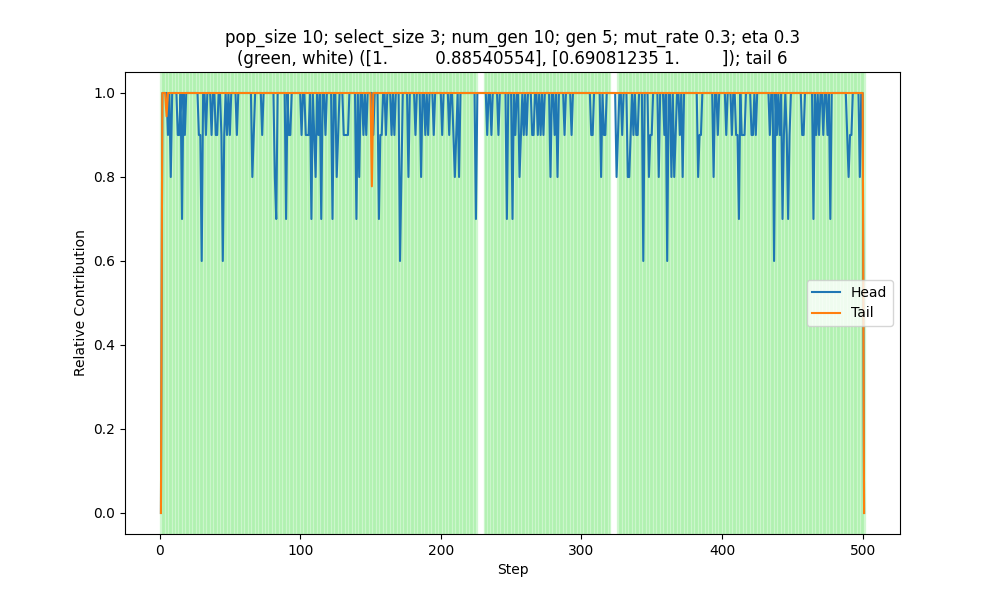 pop_size 10; select_size 3; num_gen 10; gen 5; mut_rate 0.3; eta 0.3
(green, white) ([1. 0.88540554], [0.69081235 1. ]); tail 6
1.0
0.8
0.6
0.4
0.2
0.0
Relative Contribution
Head
Tail
0 100 200 300 400 500
Step